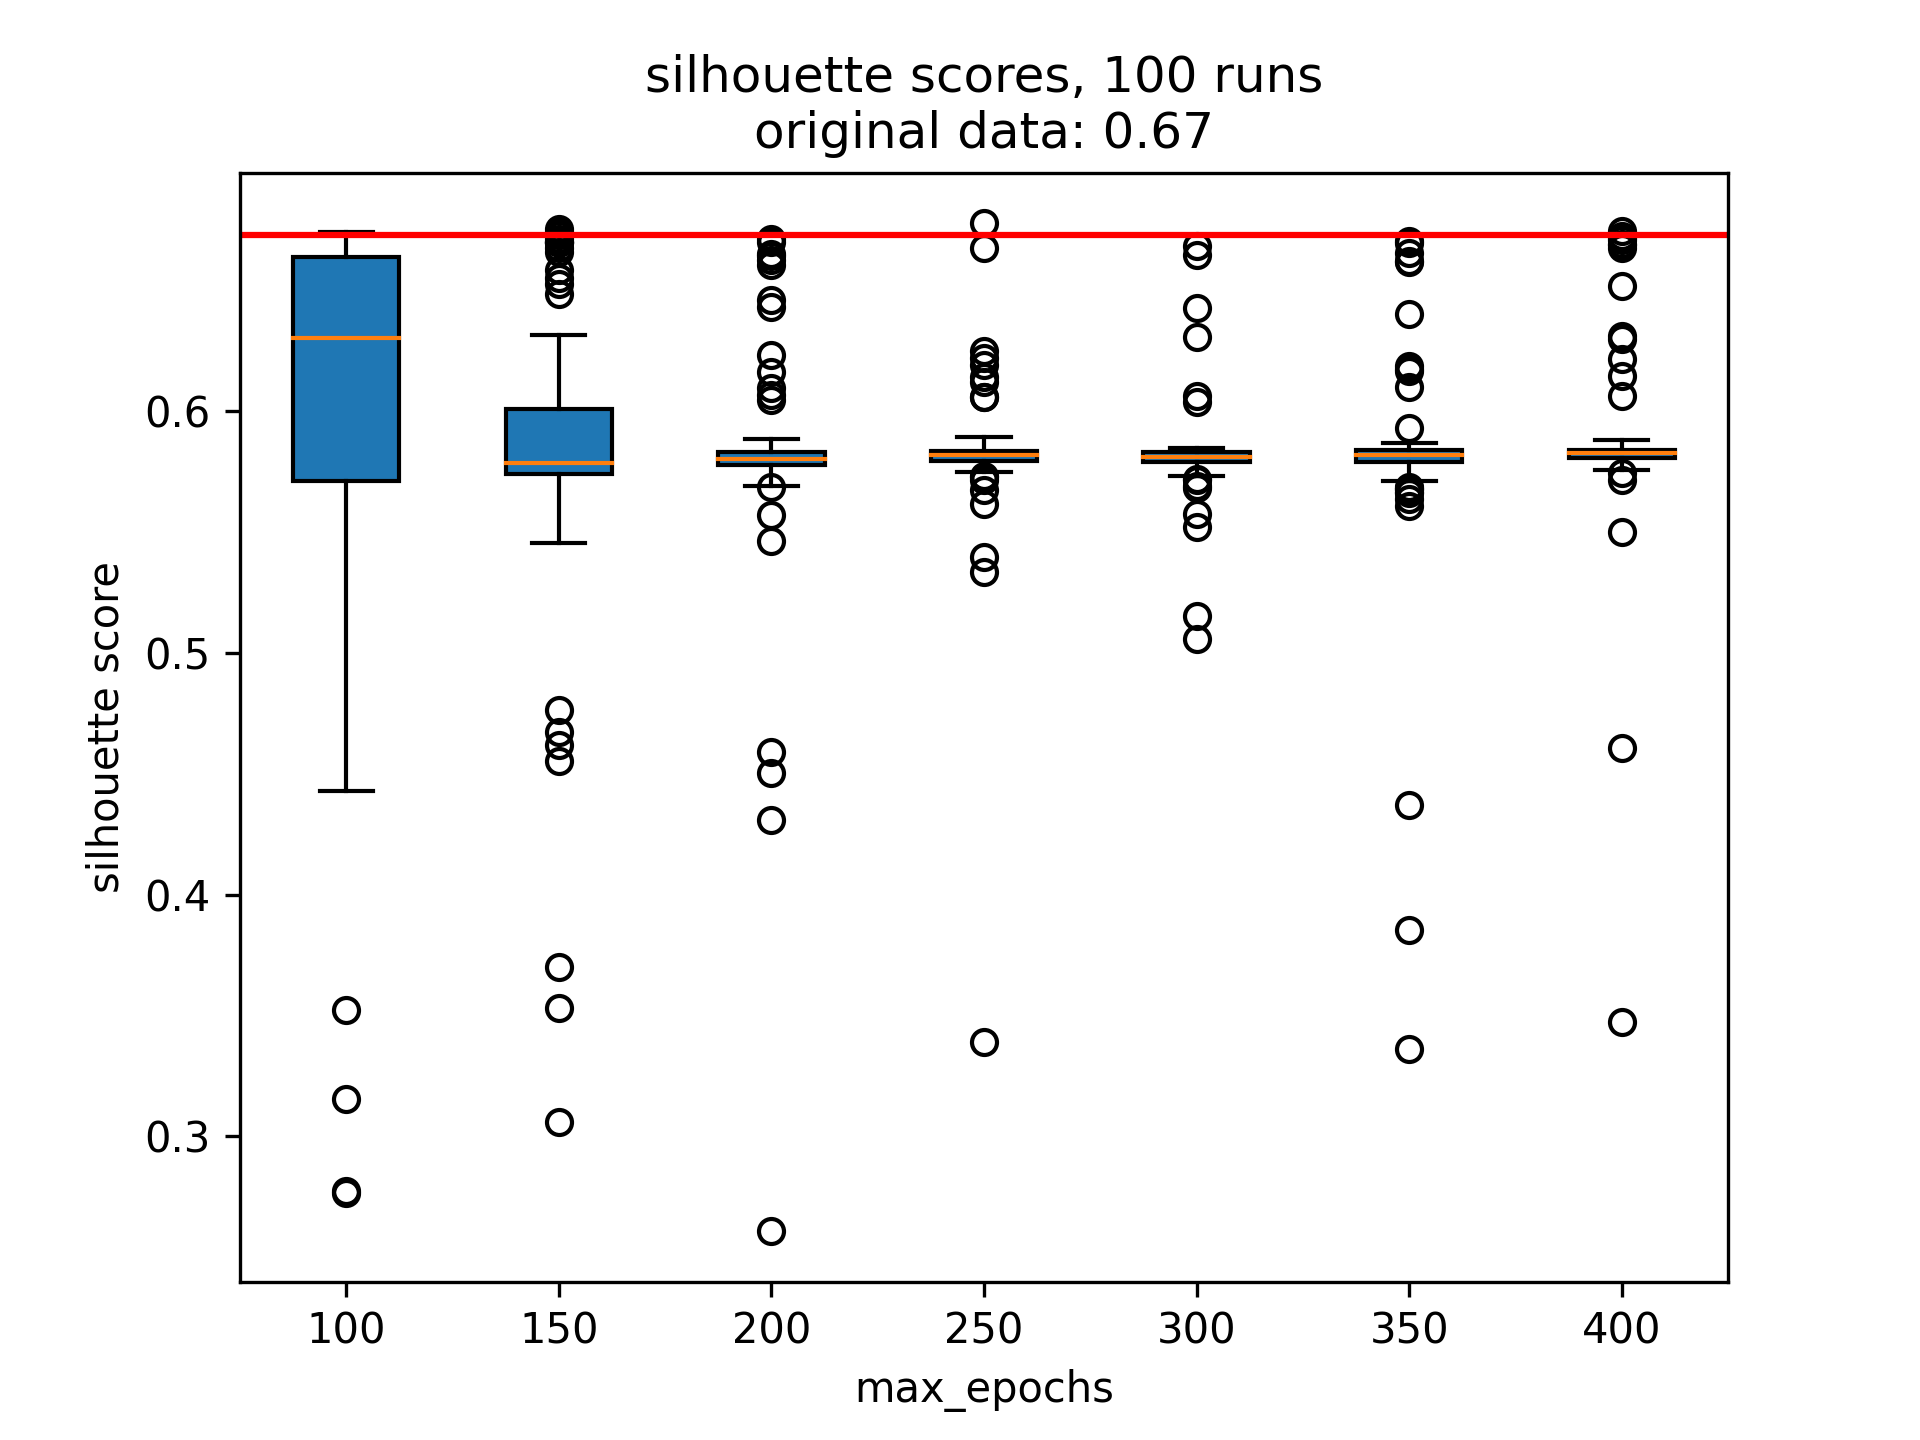 silhouette scores, 100 runs
original data: 0.67
silhouette score
0.6
0.5
0.4
0.3
100 150 200 250 300 350 400
max_epochs